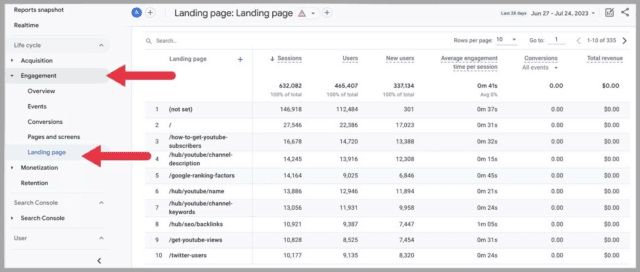 Reports snapshot
Realtime
Life cycle
Acquisition
Engagement
Overview
Events
Conversions
Pages and screens
Landing page
Monetization
Retention
Search Console
Search Console
User
A
Landing page: Landing page
Last 28 days Jun 27 - Jul 24, 2023
Search...
Rows per page: 10 Go to: 1 1-10 of 335
Landing page + ↓ Sessions Users New users Average engagement time per session Conversions All events Total revenue
632,082 465,407 337,134 0m 41s 0.00 $0.00
100% of total 100% of total 100% of total Avg 0%
1 (not set) 146,918 112,484 301 0m 37s 0.00 $0.00
2 / 27,546 22,386 17,023 0m 31s 0.00 $0.00
3 /how-to-get-youtube-subscribers 16,678 14,720 13,388 0m 32s 0.00 $0.00
4 /hub/youtube/channel-description 14,245 13,916 12,308 0m 15s 0.00 $0.00
5 /google-ranking-factors 14,164 9,025 6,846 0m 45s 0.00 $0.00
6 /hub/youtube/name 13,886 12,946 11,894 0m 21s 0.00 $0.00
7 /hub/youtube/channel-keywords 13,056 11,931 9,958 0m 24s 0.00 $0.00
8 /hub/seo/backlinks 10,921 9,387 7,447 1m 05s 0.00 $0.00
9 /get-youtube-views 10,828 8,525 7,454 0m 31s 0.00 $0.00
10 /twitter-users 10,177 9,135 8,320 0m 24s 0.00 $0.00